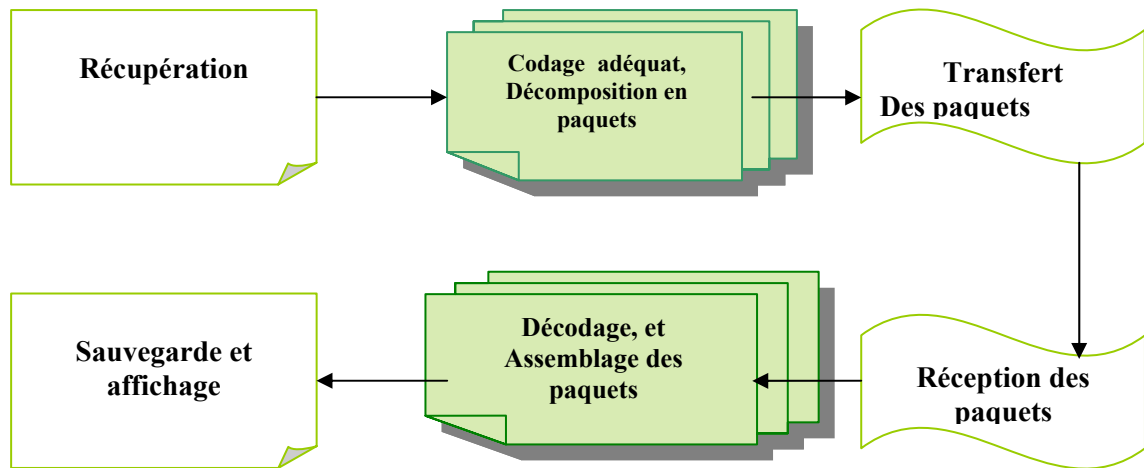 Récupération
Codage adéquat,
Décomposition en
paquets
Transfert
Des paquets
Sauvegarde et
affichage
Décodage, et
Assemblage des
paquets
Réception des
paquets